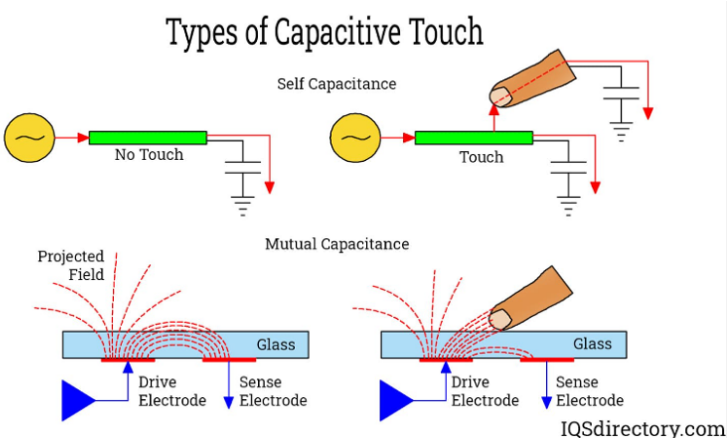 Types of Capacitive Touch
Self Capacitance
No Touch
Touch
Mutual Capacitance
Projected
Field
Glass
Drive
Electrode
Sense
Electrode
Glass
Drive
Electrode
Sense
Electrode
IQSdirectory.com